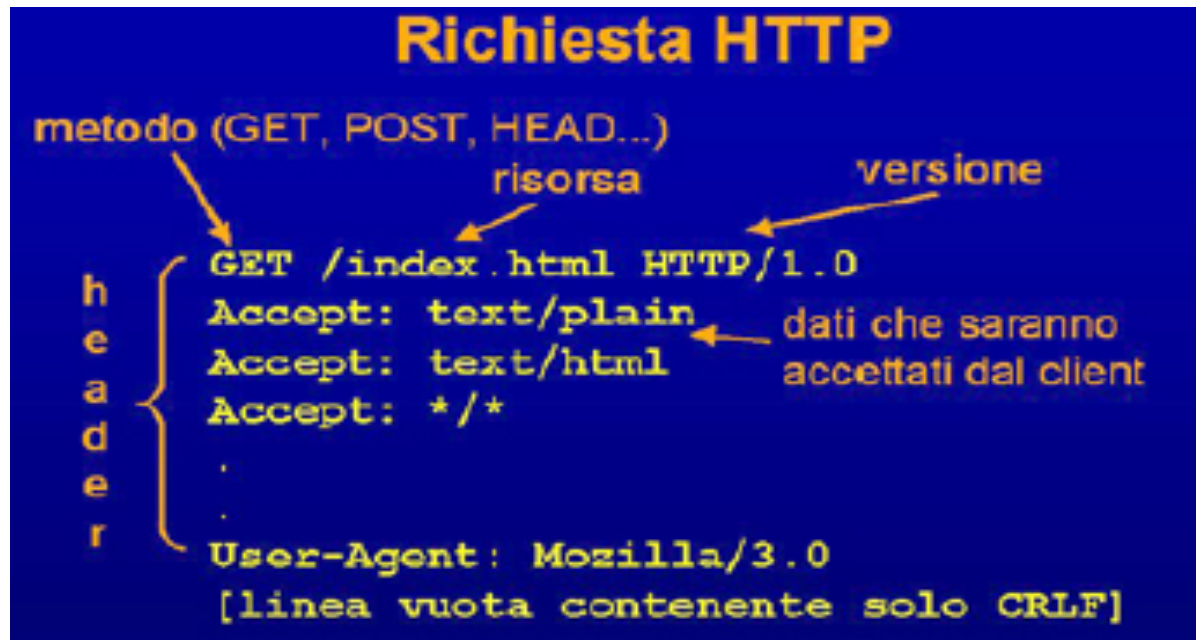 Richiesta HTTP
metodo (GET, POST, HEAD...)
risorsa
versione
header
GET /index.html HTTP/1.0
Accept: text/plain
dati che saranno
accettati dal client
Accept: text/html
Accept: */*
.
.
User-Agent: Mozilla/3.0
[linea vuota contenente solo CRLF]